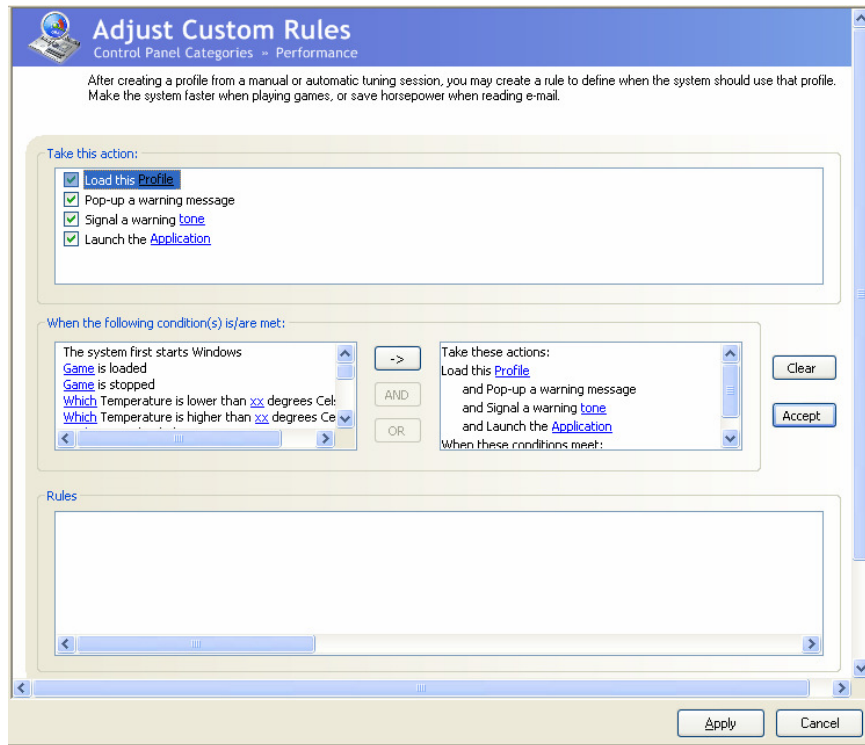 Adjust Custom Rules
Control Panel Categories » Performance
After creating a profile from a manual or automatic tuning session, you may create a rule to define when the system should use that profile.
Make the system faster when playing games, or save horsepower when reading e-mail.
Take this action:
Load this Profile
Pop-up a warning message
Signal a warning tone
Launch the Application
When the following condition(s) is/are met:
The system first starts Windows
Game is loaded
Game is stopped
Which Temperature is lower than xx degrees Cel
Which Temperature is higher than xx degrees Ce
->
AND
OR
Take these actions:
Load this Profile
and Pop-up a warning message
and Signal a warning tone
and Launch the Application
When these conditions meet:
Clear
Accept
Rules
Apply
Cancel